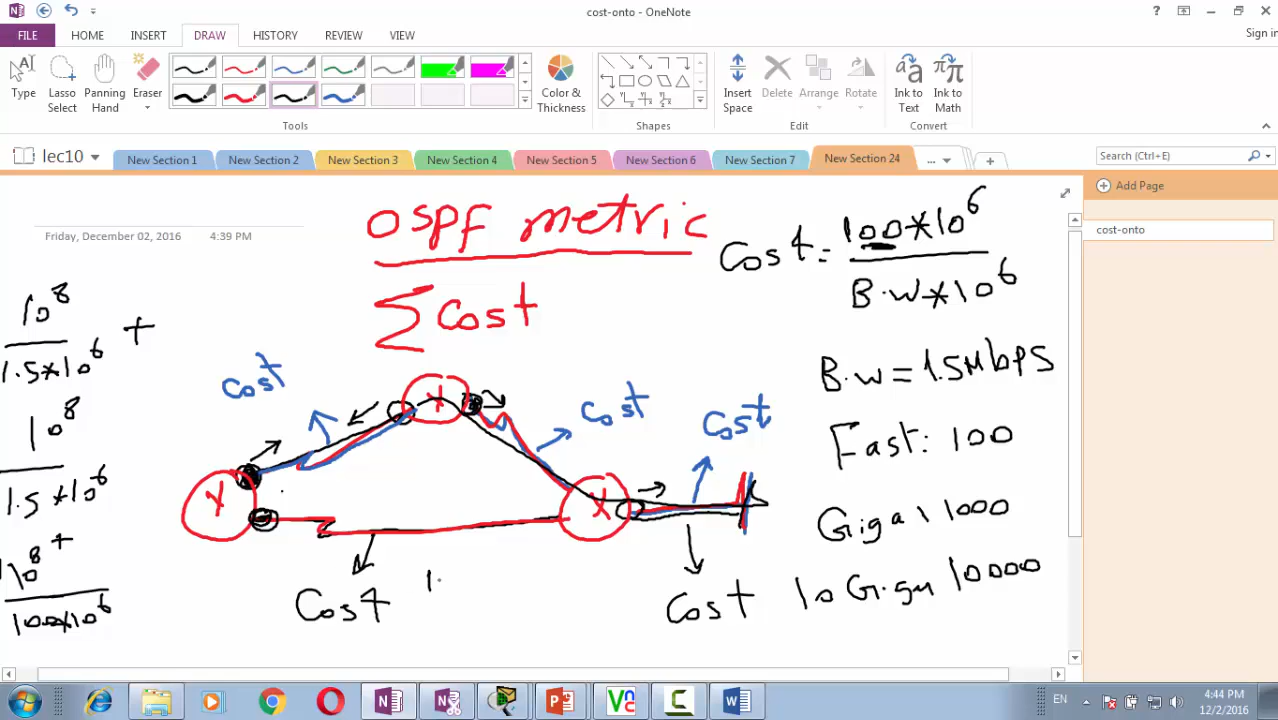 cost-onto - OneNote
FILE HOME INSERT DRAW HISTORY REVIEW VIEW Sign in
Type Lasso Select Panning Hand Eraser Color & Thickness Insert Space Delete Arrange Rotate Ink to Text Ink to Math
Tools Shapes Edit Convert
lec10 New Section 1 New Section 2 New Section 3 New Section 4 New Section 5 New Section 6 New Section 7 New Section 24 ... Search (Ctrl+E)
Add Page
cost-onto
Friday, December 02, 2016 4:39 PM
ospf metric
Σ Cost
Cost = 100*10^6
B.W*10^6
B.W = 1.5MbPS
Fast: 100
Giga 1000
10 Giga 10000
10^8
1.5*10^6 +
10^8
1.5*10^6
10^8 +
100*10^6
cost
cost
cost
X
X
X
Cost
Cost
EN 4:44 PM
12/2/2016